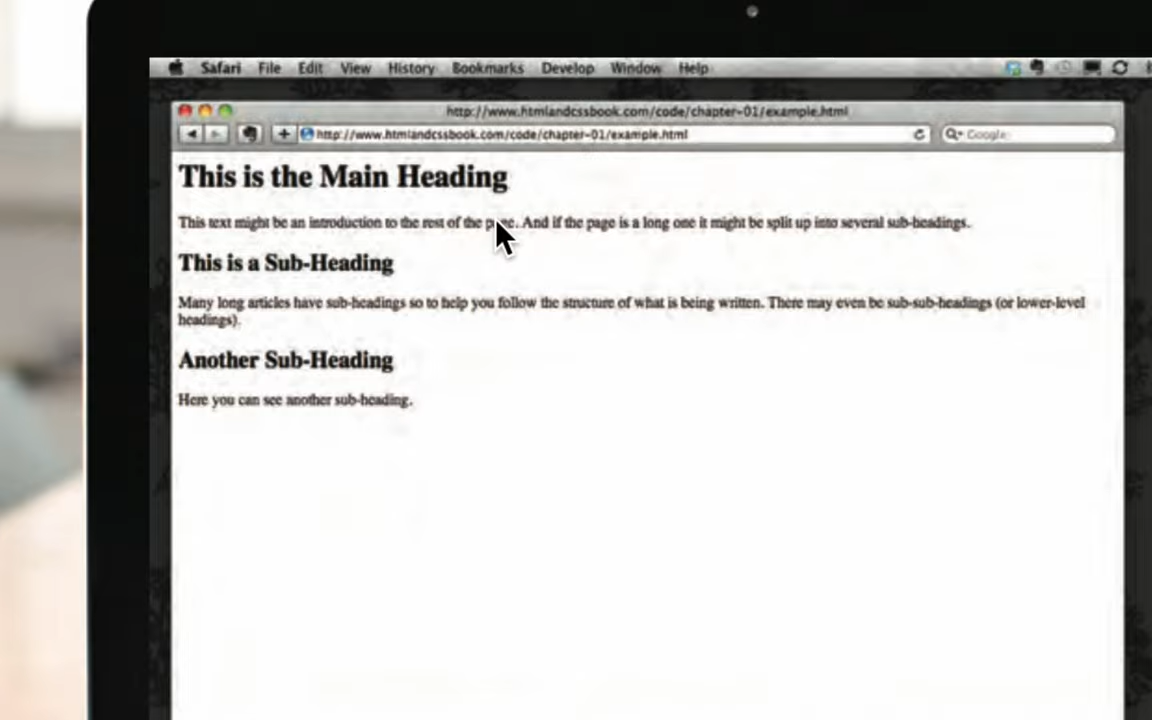 Safari File Edit View History Bookmarks Develop Window Help
http://www.htmlandcssbook.com/code/chapter-01/example.html
http://www.htmlandcssbook.com/code/chapter-01/example.html
Google
This is the Main Heading
This text might be an introduction to the rest of the page. And if the page is a long one it might be split up into several sub-headings.
This is a Sub-Heading
Many long articles have sub-headings so to help you follow the structure of what is being written. There may even be sub-sub-headings (or lower-level
headings).
Another Sub-Heading
Here you can see another sub-heading.